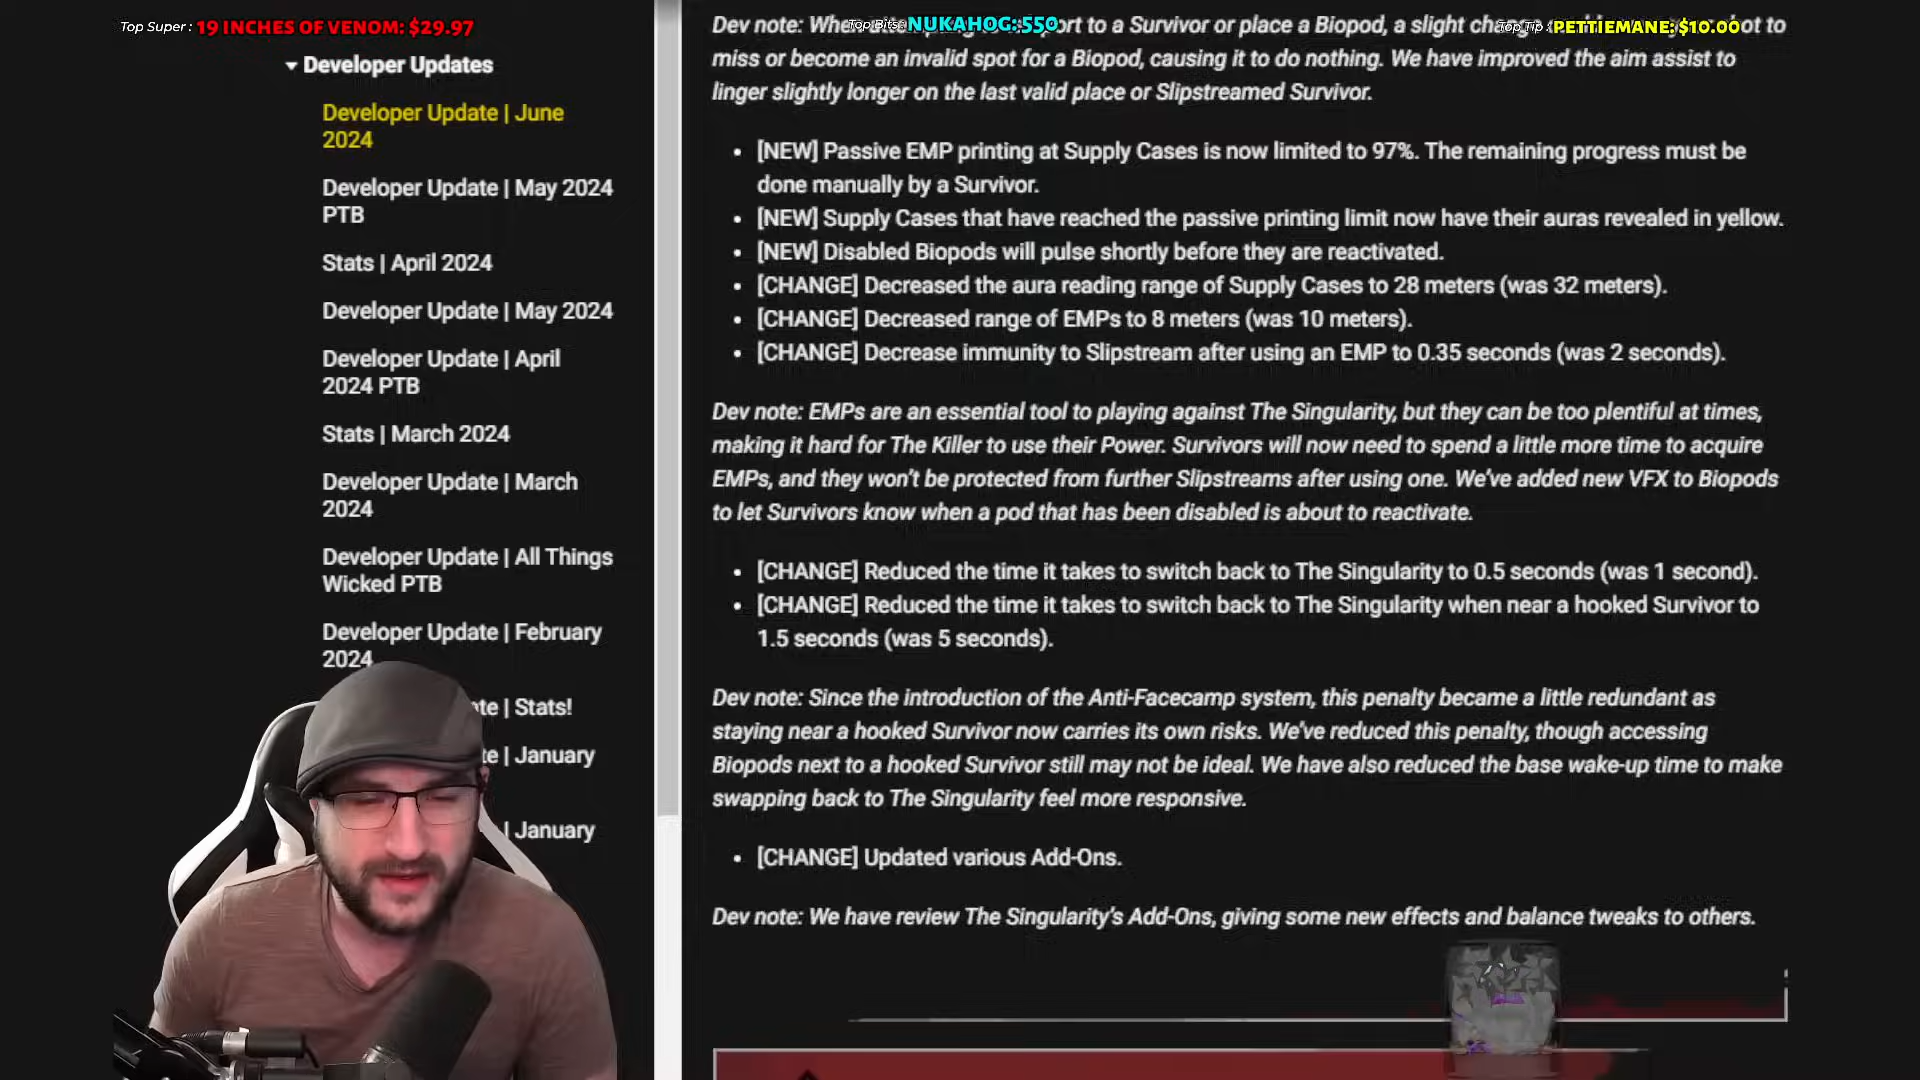 Top Super : 19 INCHES OF VENOM: $29.97
NUKAHOG: 550
Top Tip : PETTIEMANE: $10.00
Developer Updates
Developer Update | June
2024
Developer Update | May 2024
PTB
Stats | April 2024
Developer Update | May 2024
Developer Update | April
2024 PTB
Stats | March 2024
Developer Update | March
2024
Developer Update | All Things
Wicked PTB
Developer Update | February
2024
| Stats!
| January
| January
Dev note: When to a Survivor or place a Biopod, a slight to
miss or become an invalid spot for a Biopod, causing it to do nothing. We have improved the aim assist to
linger slightly longer on the last valid place or Slipstreamed Survivor.
• [NEW] Passive EMP printing at Supply Cases is now limited to 97%. The remaining progress must be
done manually by a Survivor.
• [NEW] Supply Cases that have reached the passive printing limit now have their auras revealed in yellow.
• [NEW] Disabled Biopods will pulse shortly before they are reactivated.
• [CHANGE] Decreased the aura reading range of Supply Cases to 28 meters (was 32 meters).
• [CHANGE] Decreased range of EMPs to 8 meters (was 10 meters).
• [CHANGE] Decrease immunity to Slipstream after using an EMP to 0.35 seconds (was 2 seconds).
Dev note: EMPs are an essential tool to playing against The Singularity, but they can be too plentiful at times,
making it hard for The Killer to use their Power. Survivors will now need to spend a little more time to acquire
EMPs, and they won't be protected from further Slipstreams after using one. We've added new VFX to Biopods
to let Survivors know when a pod that has been disabled is about to reactivate.
• [CHANGE] Reduced the time it takes to switch back to The Singularity to 0.5 seconds (was 1 second).
• [CHANGE] Reduced the time it takes to switch back to The Singularity when near a hooked Survivor to
1.5 seconds (was 5 seconds).
Dev note: Since the introduction of the Anti-Facecamp system, this penalty became a little redundant as
staying near a hooked Survivor now carries its own risks. We've reduced this penalty, though accessing
Biopods next to a hooked Survivor still may not be ideal. We have also reduced the base wake-up time to make
swapping back to The Singularity feel more responsive.
• [CHANGE] Updated various Add-Ons.
Dev note: We have review The Singularity's Add-Ons, giving some new effects and balance tweaks to others.